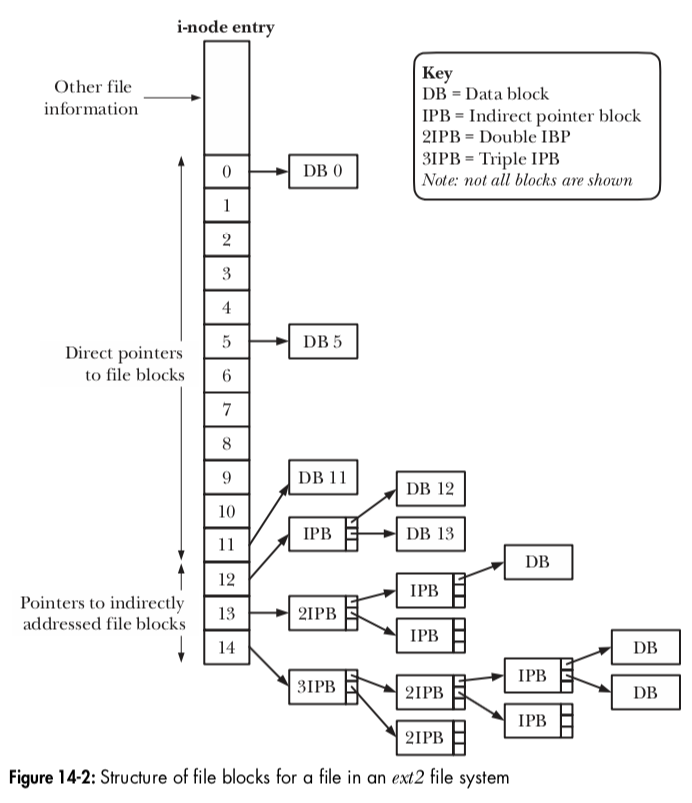 i-node entry
Other file
information
Key
DB = Data block
IPB = Indirect pointer block
2IPB = Double IBP
3IPB = Triple IPB
Note: not all blocks are shown
0
DB 0
1
2
3
4
5
DB 5
Direct pointers
to file blocks
6
7
8
9
DB 11
DB 12
10
11
IPB
DB 13
12
DB
Pointers to indirectly
addressed file blocks
13
2IPB
IPB
IPB
14
3IPB
2IPB
2IPB
IPB
IPB
DB
DB
Figure 14-2: Structure of file blocks for a file in an ext2 file system